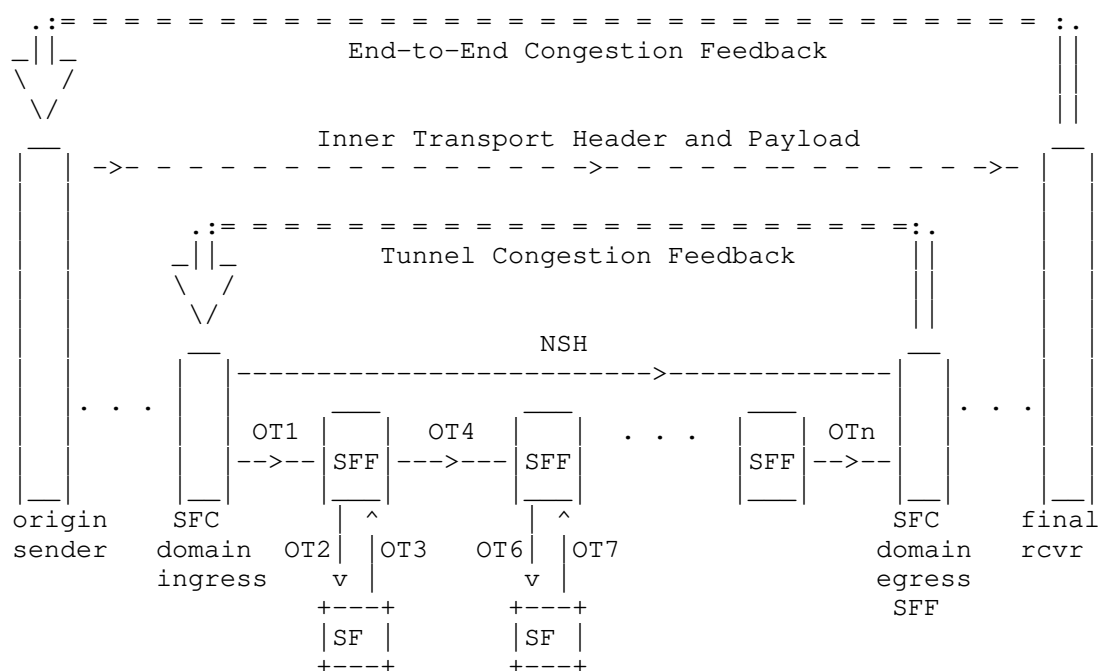 End-to-End Congestion Feedback
Inner Transport Header and Payload
Tunnel Congestion Feedback
NSH
. . . . . .
OT1 OT4 . . . OTn
SFF SFF SFF
origin SFC SFC final
sender domain OT2 OT3 OT6 OT7 domain rcvr
ingress v v egress
SFF
SF SF